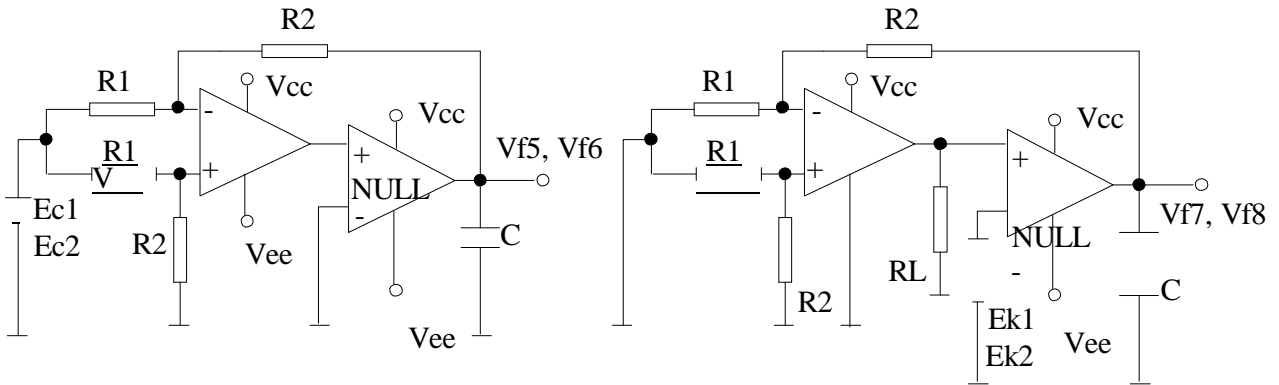 R2
R1
-
Vcc
Vcc
R1
V
+
+
NULL
-
Vf5, Vf6
Ec1
-
Ec2
R2
Vee
C
Vee
R2
R1
-
Vcc
Vcc
R1
+
+
NULL
-
Vf7, Vf8
RL
R2
C
Ek1
Ek2
Vee